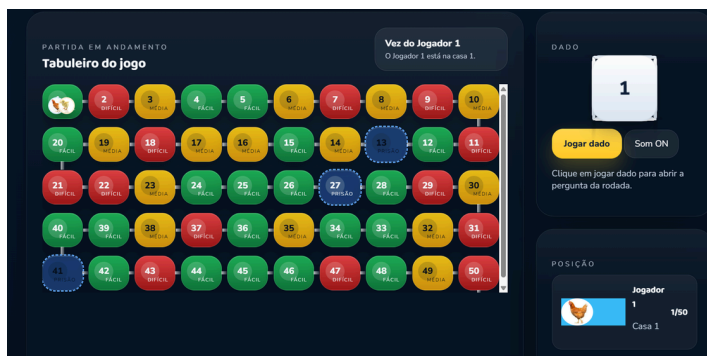 PARTIDA EM ANDAMENTO
Tabuleiro do jogo
Vez do Jogador 1
O Jogador 1 está na casa 1.
2 DIFÍCIL
3 MÉDIA
4 FÁCIL
5 FÁCIL
6 MÉDIA
7 DIFÍCIL
8 MÉDIA
9 DIFÍCIL
10 MÉDIA
20 FÁCIL
19 MÉDIA
18 DIFÍCIL
17 MÉDIA
16 MÉDIA
15 FÁCIL
14 MÉDIA
13 PRISÃO
12 FÁCIL
11 DIFÍCIL
21 DIFÍCIL
22 DIFÍCIL
23 MÉDIA
24 FÁCIL
25 FÁCIL
26 FÁCIL
27 PRISÃO
28 FÁCIL
29 DIFÍCIL
30 MÉDIA
40 FÁCIL
39 FÁCIL
38 MÉDIA
37 DIFÍCIL
36 FÁCIL
35 MÉDIA
34 FÁCIL
33 FÁCIL
32 MÉDIA
31 DIFÍCIL
41 PRISÃO
42 FÁCIL
43 DIFÍCIL
44 FÁCIL
45 FÁCIL
46 FÁCIL
47 DIFÍCIL
48 FÁCIL
49 MÉDIA
50 DIFÍCIL
DADO
1
Jogar dado
Som ON
Clique em jogar dado para abrir a
pergunta da rodada.
POSIÇÃO
Jogador
1
1/50
Casa 1